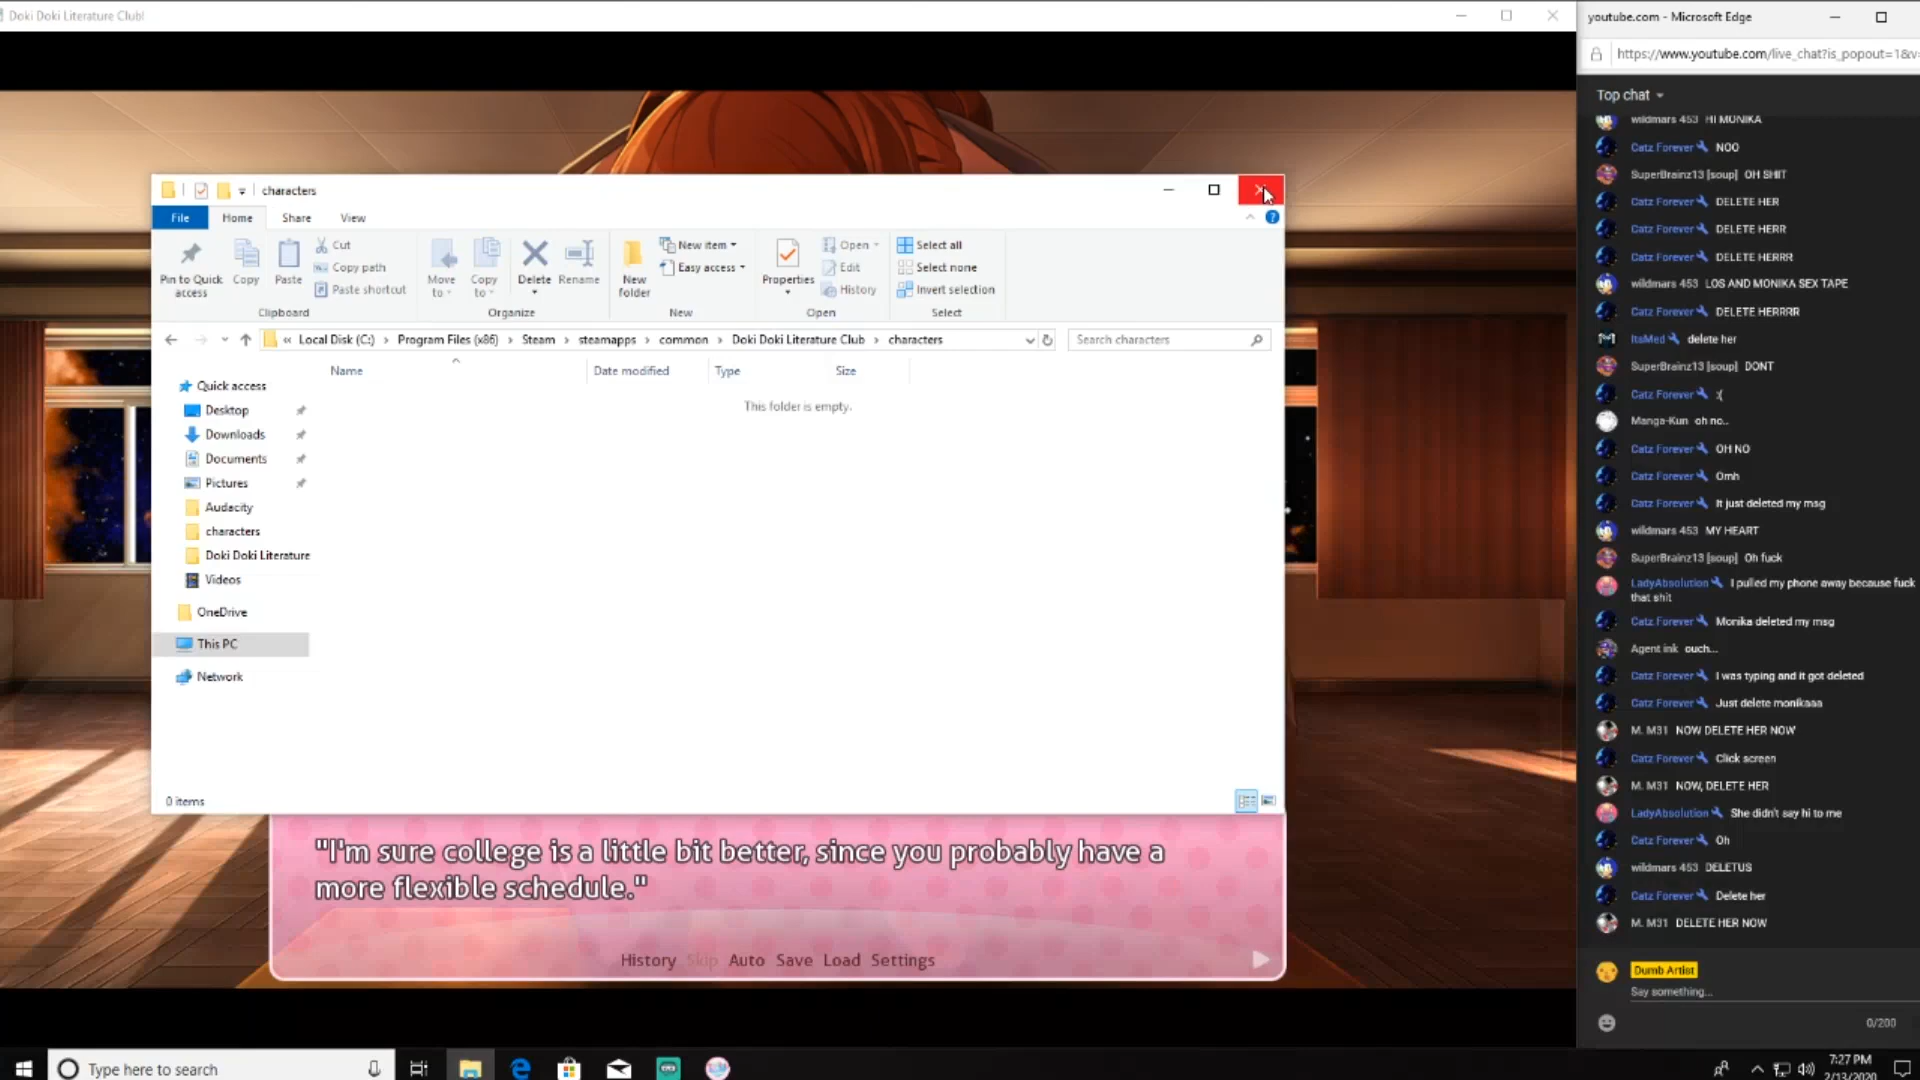 Doki Doki Literature Club!
youtube.com - Microsoft Edge
https://www.youtube.com/live_chat?is_popout=1&v=
characters
File Home Share View
Pin to Quick access
Copy
Paste
Cut
Copy path
Paste shortcut
Clipboard
Move to
Copy to
Delete
Rename
Organize
New folder
New item
Easy access
New
Properties
Open
Edit
History
Open
Select all
Select none
Invert selection
Select
« Local Disk (C:) › Program Files (x86) › Steam › steamapps › common › Doki Doki Literature Club › characters
Search characters
Name Date modified Type Size
This folder is empty.
Quick access
Desktop
Downloads
Documents
Pictures
Audacity
characters
Doki Doki Literature
Videos
OneDrive
This PC
Network
0 items
"I'm sure college is a little bit better, since you probably have a
more flexible schedule."
History Skip Auto Save Load Settings
Top chat
wildmars 453 HI MONIKA
Catz Forever NOO
SuperBrainz13 [soup] OH SHIT
Catz Forever DELETE HER
Catz Forever DELETE HERR
Catz Forever DELETE HERRR
wildmars 453 LOS AND MONIKA SEX TAPE
Catz Forever DELETE HERRRR
ItsMed delete her
SuperBrainz13 [soup] DONT
Catz Forever :(
Manga-Kun oh no..
Catz Forever OH NO
Catz Forever Omh
Catz Forever It just deleted my msg
wildmars 453 MY HEART
SuperBrainz13 [soup] Oh fuck
LadyAbsolution I pulled my phone away because fuck
that shit
Catz Forever Monika deleted my msg
Agent ink ouch...
Catz Forever I was typing and it got deleted
Catz Forever Just delete monikaaa
M. M31 NOW DELETE HER NOW
Catz Forever Click screen
M. M31 NOW, DELETE HER
LadyAbsolution She didn't say hi to me
Catz Forever Oh
wildmars 453 DELETUS
Catz Forever Delete her
M. M31 DELETE HER NOW
Dumb Artist
Say something...
0/200
Type here to search
7:27 PM
2/13/2020